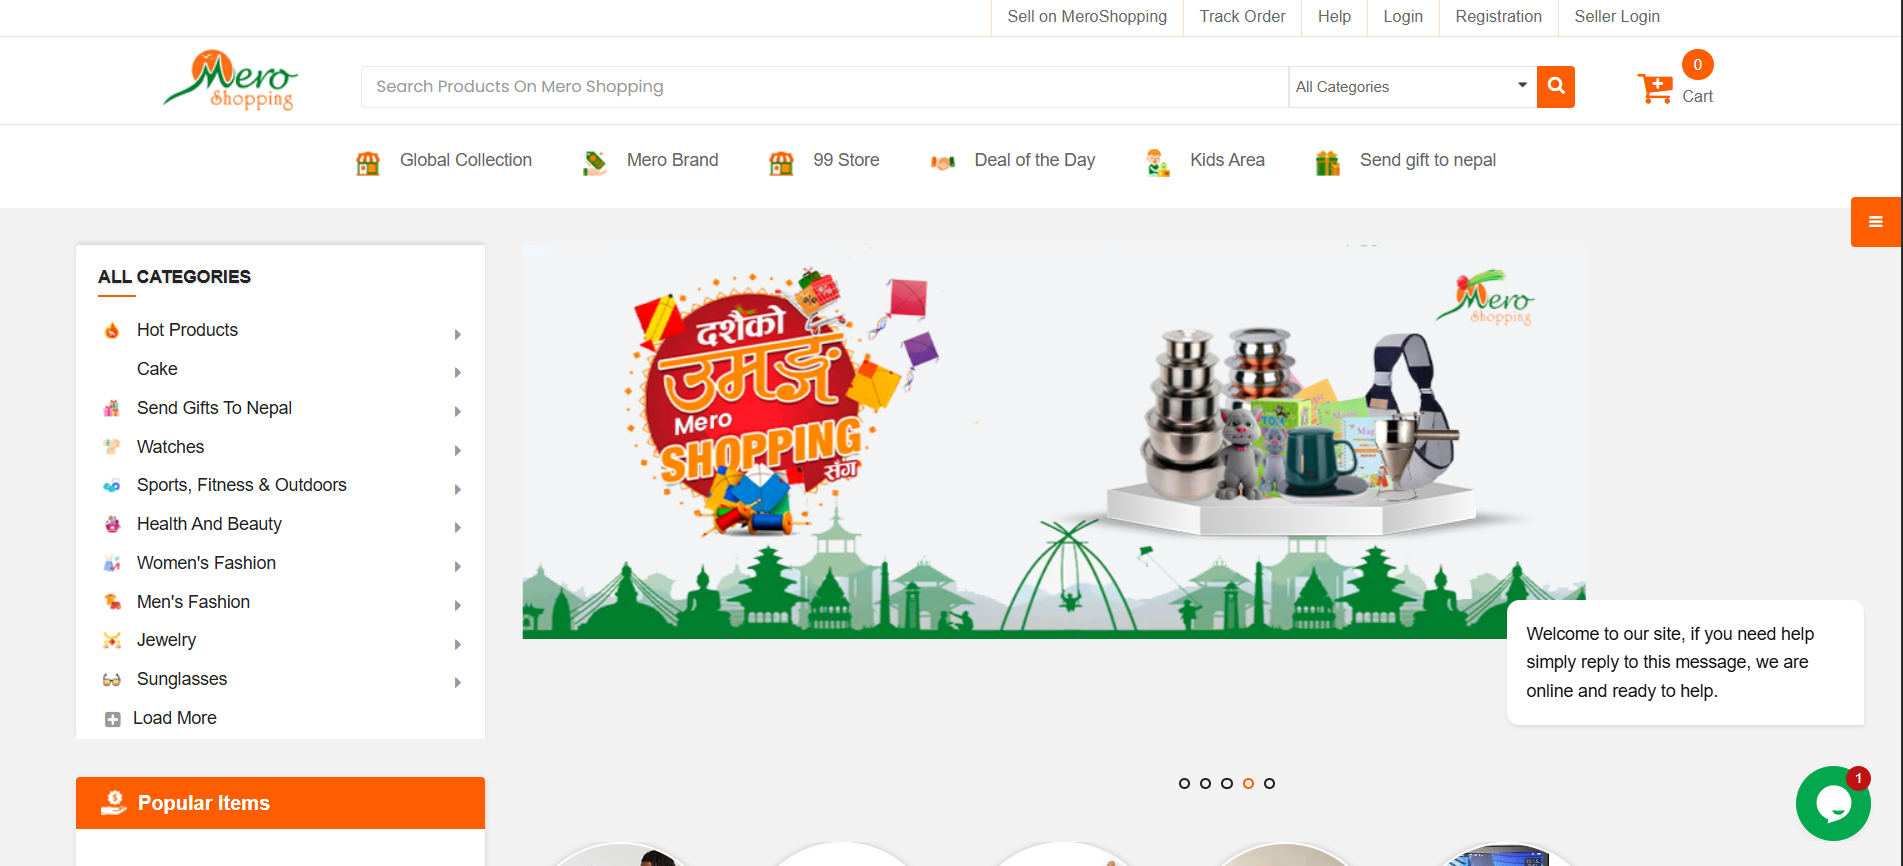 Sell on MeroShopping
Track Order
Help
Login
Registration
Seller Login
Mero
Shopping
Search Products On Mero Shopping
All Categories
0
Cart
Global Collection
Mero Brand
99 Store
Deal of the Day
Kids Area
Send gift to nepal
ALL CATEGORIES
Hot Products
Cake
Send Gifts To Nepal
Watches
Sports, Fitness & Outdoors
Health And Beauty
Women's Fashion
Men's Fashion
Jewelry
Sunglasses
Load More
दशैको
उमङ्ग
Mero
SHOPPING
सँग
Mero
Shopping
Welcome to our site, if you need help
simply reply to this message, we are
online and ready to help.
1
Popular Items